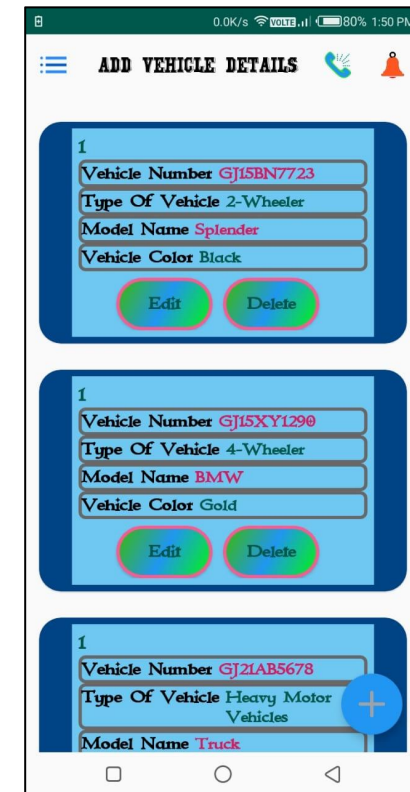 0.0K/s VOLTE 80% 1:50 PM
ADD VEHICLE DETAILS
1
Vehicle Number GJ15BN7723
Type Of Vehicle 2-Wheeler
Model Name Splender
Vehicle Color Black
Edit Delete
1
Vehicle Number GJ15XY1290
Type Of Vehicle 4-Wheeler
Model Name BMW
Vehicle Color Gold
Edit Delete
1
Vehicle Number GJ21AB5678
Type Of Vehicle Heavy Motor
Vehicles
Model Name Truck